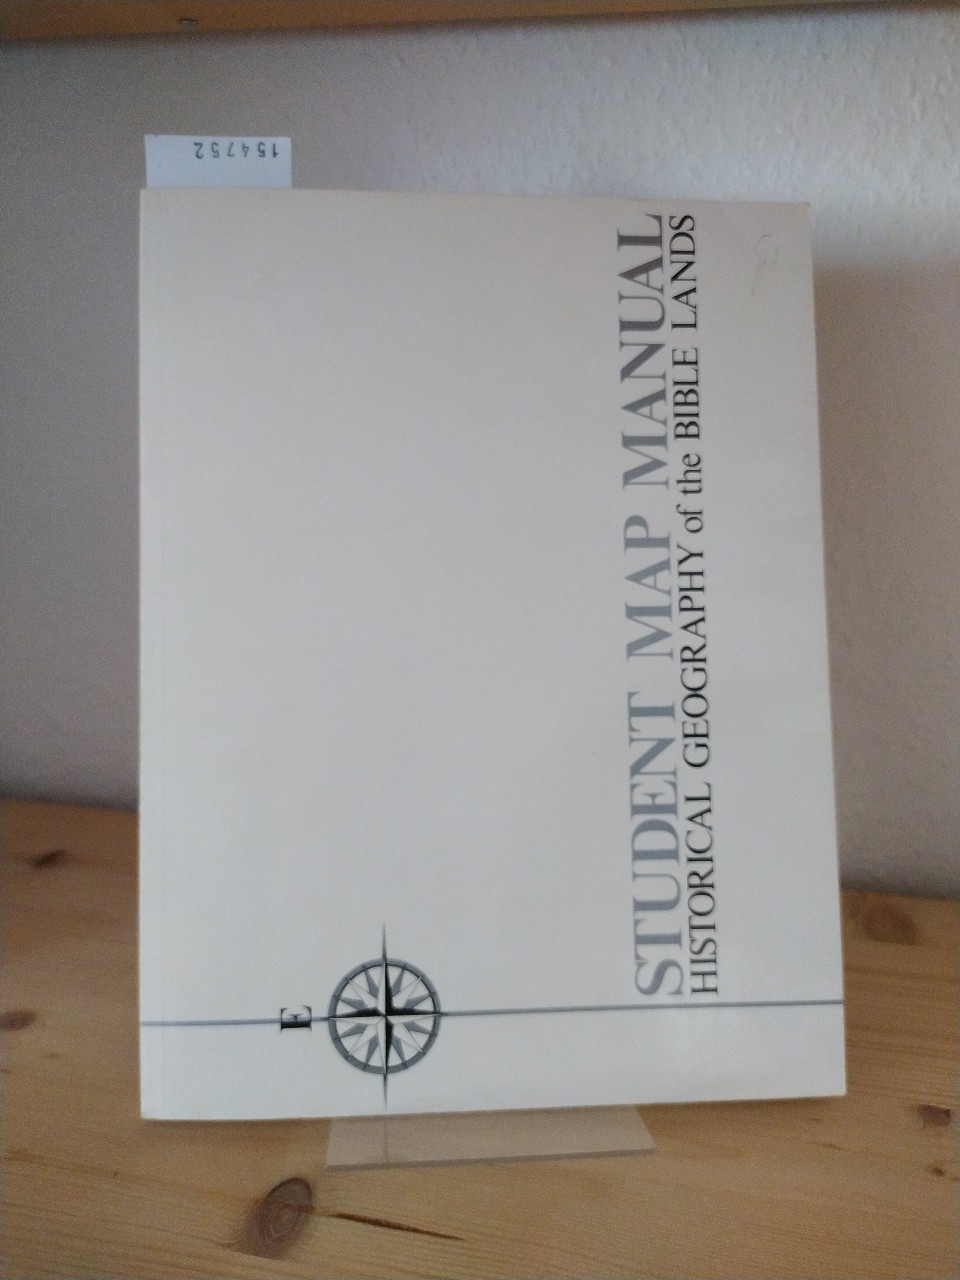 154752
STUDENT MAP MANUAL
HISTORICAL GEOGRAPHY of the BIBLE LANDS
E